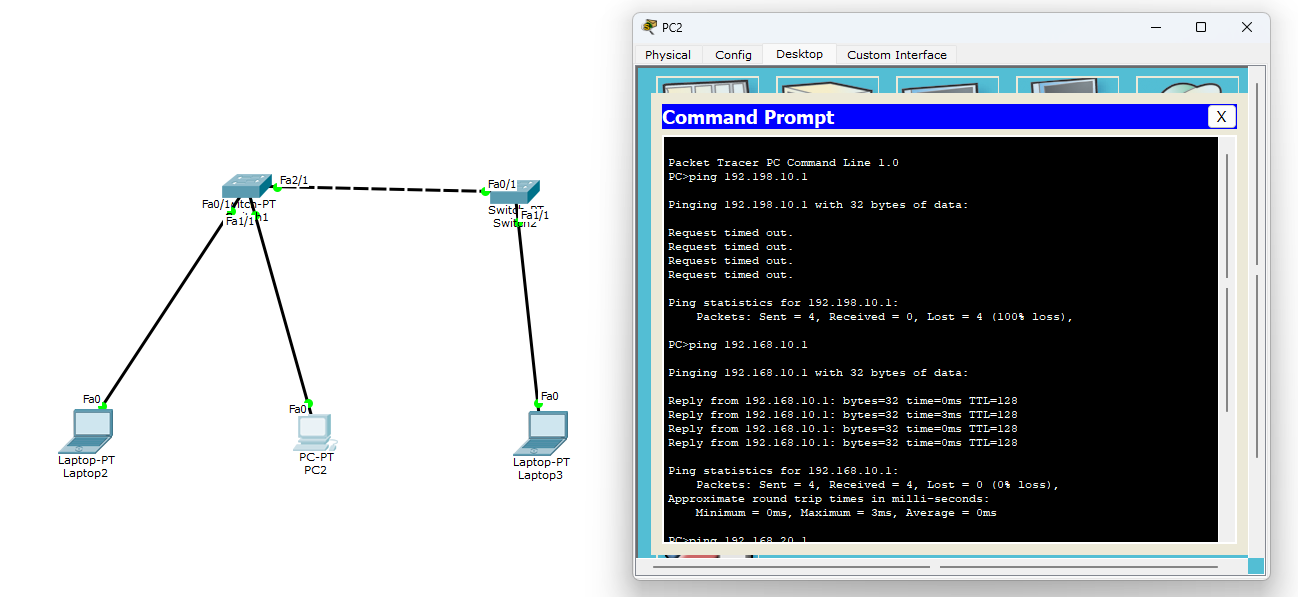 Fa2/1
Fa0/1
Fa0/1
Fa1/1
Fa1/1
Fa0
Laptop-PT
Laptop2
Fa0
PC-PT
PC2
Fa0
Laptop-PT
Laptop3
PC2
Physical Config Desktop Custom Interface
Command Prompt X
Packet Tracer PC Command Line 1.0
PC>ping 192.198.10.1
Pinging 192.198.10.1 with 32 bytes of data:
Request timed out.
Request timed out.
Request timed out.
Request timed out.
Ping statistics for 192.198.10.1:
Packets: Sent = 4, Received = 0, Lost = 4 (100% loss),
PC>ping 192.168.10.1
Pinging 192.168.10.1 with 32 bytes of data:
Reply from 192.168.10.1: bytes=32 time=0ms TTL=128
Reply from 192.168.10.1: bytes=32 time=3ms TTL=128
Reply from 192.168.10.1: bytes=32 time=0ms TTL=128
Reply from 192.168.10.1: bytes=32 time=0ms TTL=128
Ping statistics for 192.168.10.1:
Packets: Sent = 4, Received = 4, Lost = 0 (0% loss),
Approximate round trip times in milli-seconds:
Minimum = 0ms, Maximum = 3ms, Average = 0ms
PC>ping 192.168.20.1